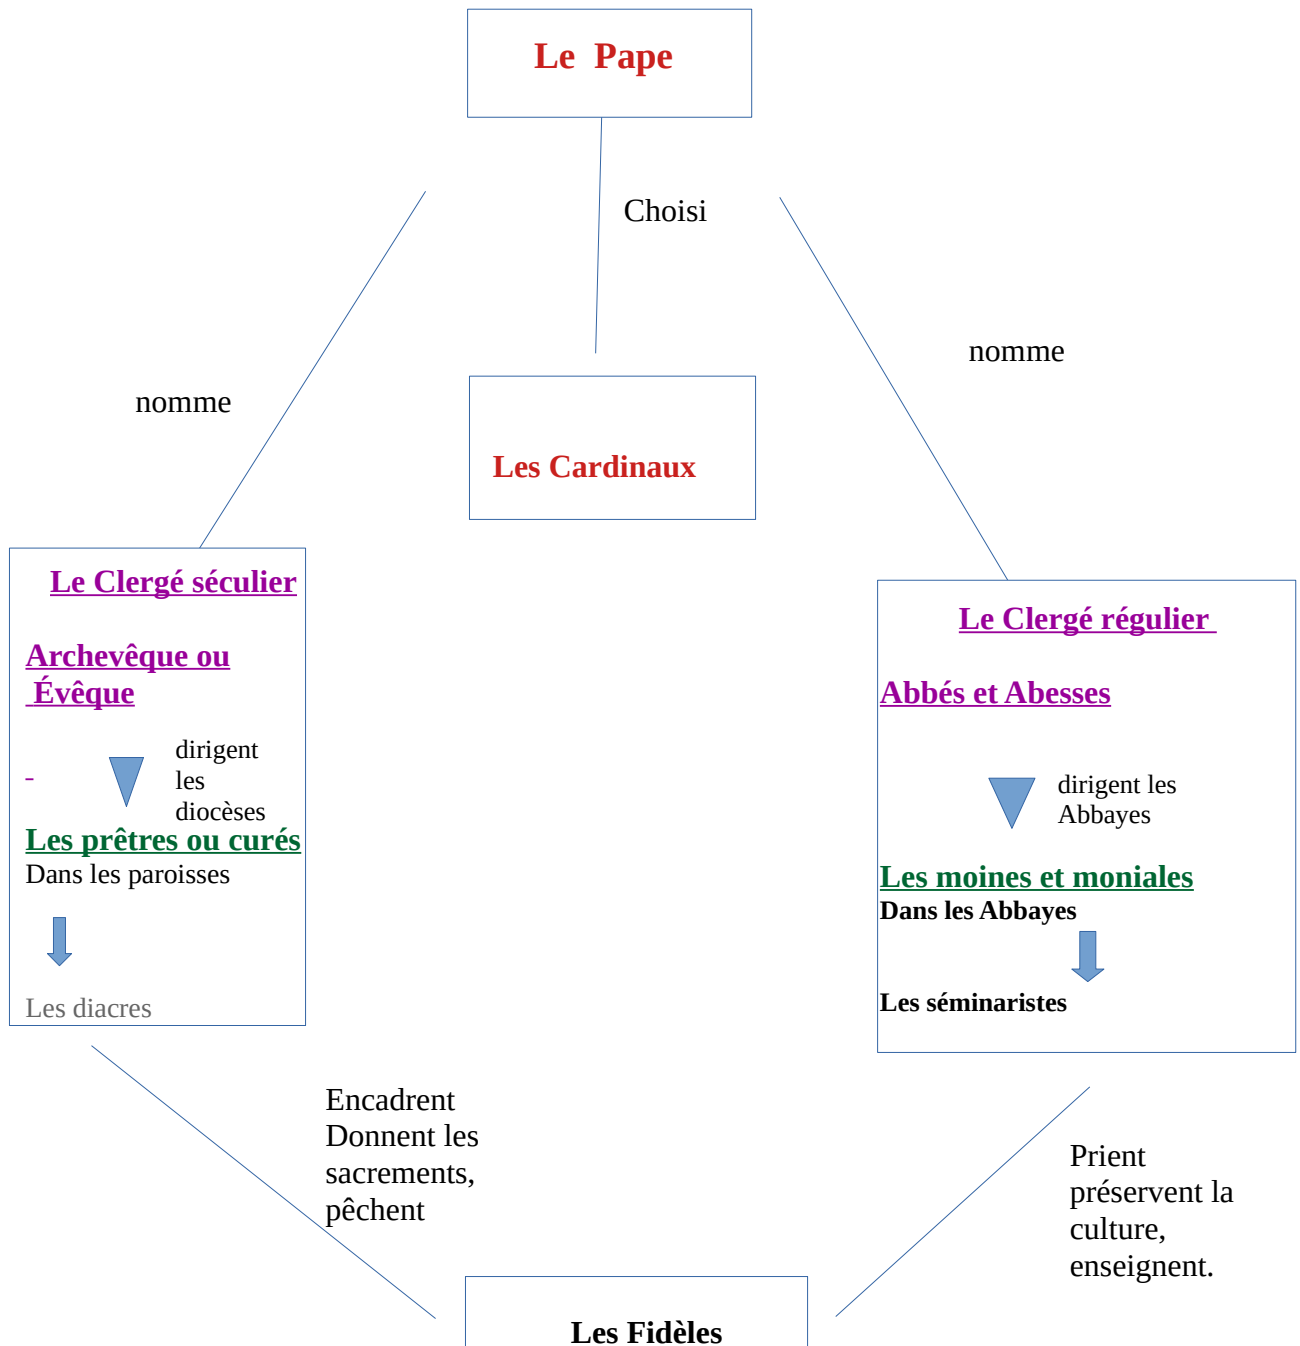 Le  Pape
Choisi
nomme
nomme
Les Cardinaux
Le Clergé séculier
Archevêque ou
Évêque
-
dirigent
les
diocèses
Les prêtres ou curés
Dans les paroisses
Les diacres
Le Clergé régulier
Abbés et Abesses
dirigent les
Abbayes
Les moines et moniales
Dans les Abbayes
Les séminaristes
Encadrent
Donnent les
sacrements,
pêchent
Prient
préservent la
culture,
enseignent.
Les Fidèles